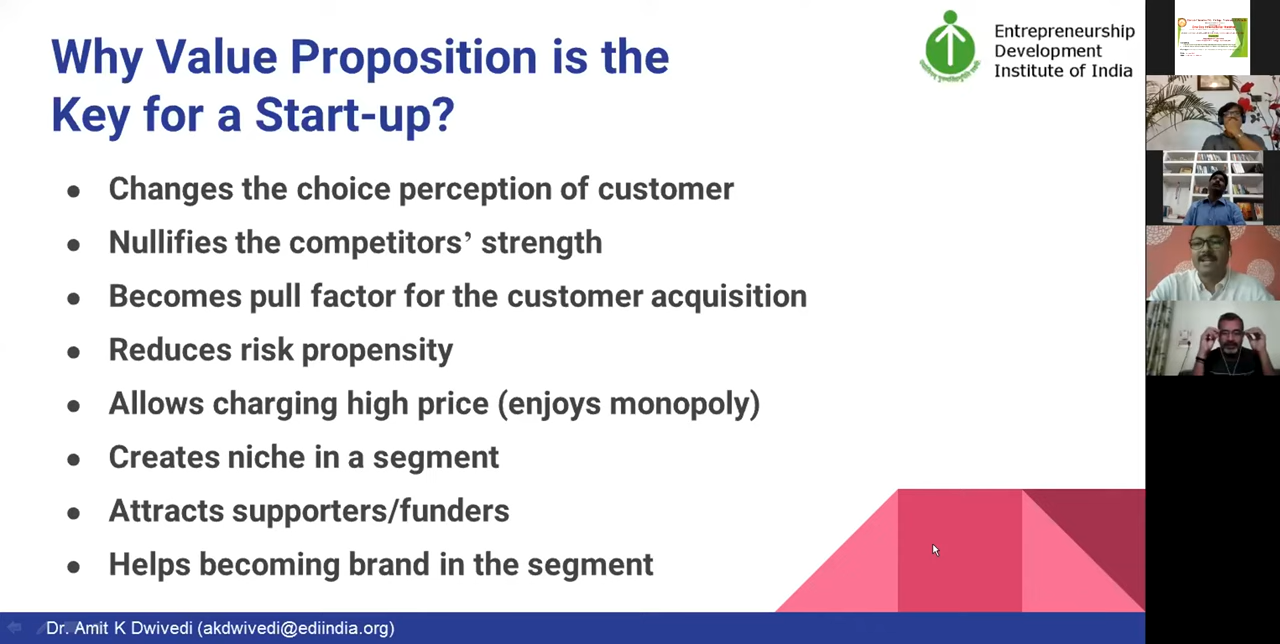 Why Value Proposition is the
Key for a Start-up?
Entrepreneurship
Development
Institute of India
● Changes the choice perception of customer
● Nullifies the competitors’ strength
● Becomes pull factor for the customer acquisition
● Reduces risk propensity
● Allows charging high price (enjoys monopoly)
● Creates niche in a segment
● Attracts supporters/funders
● Helps becoming brand in the segment
Dr. Amit K Dwivedi (akdwivedi@ediindia.org)